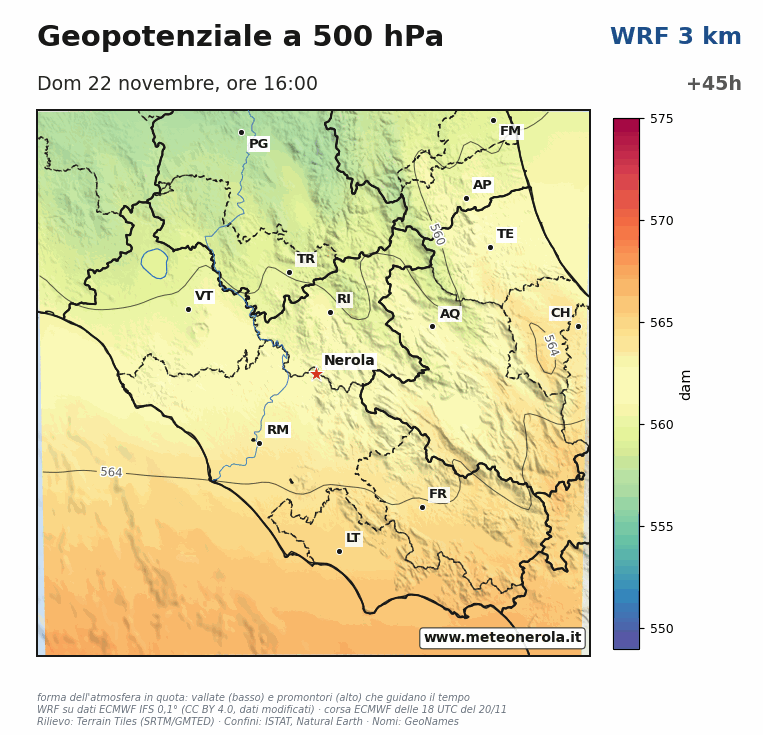 Geopotenziale a 500 hPa
WRF 3 km
Dom 22 novembre, ore 16:00
+45h
FM
PG
AP
560
TE
TR
VT
RI
AQ
CH
564
Nerola
RM
564
FR
LT
www.meteonerola.it
575
570
565
560
555
550
dam
forma dell'atmosfera in quota: vallate (basso) e promontori (alto) che guidano il tempo
WRF su dati ECMWF IFS 0,1° (CC BY 4.0, dati modificati) · corsa ECMWF delle 18 UTC del 20/11
Rilievo: Terrain Tiles (SRTM/GMTED) · Confini: ISTAT, Natural Earth · Nomi: GeoNames